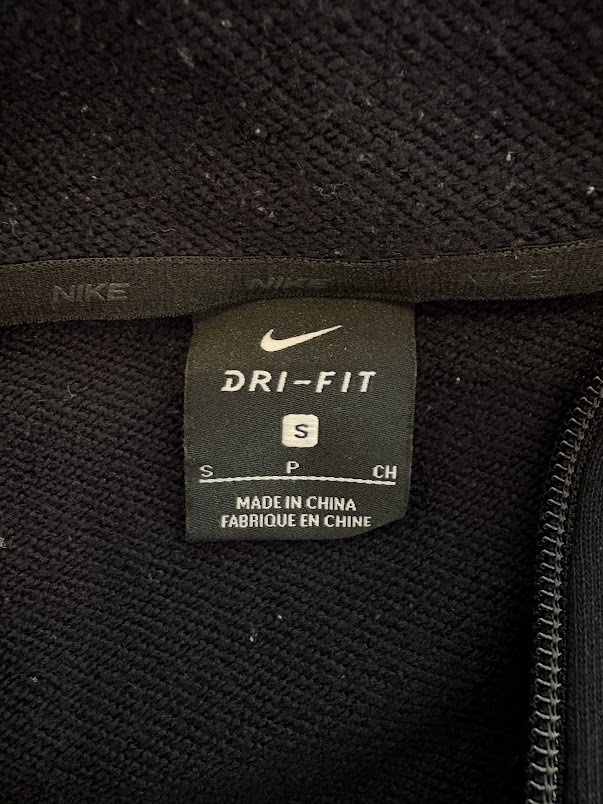 NIKE NIKE NIKE
DRI-FIT
S
S P CH
MADE IN CHINA
FABRIQUE EN CHINE